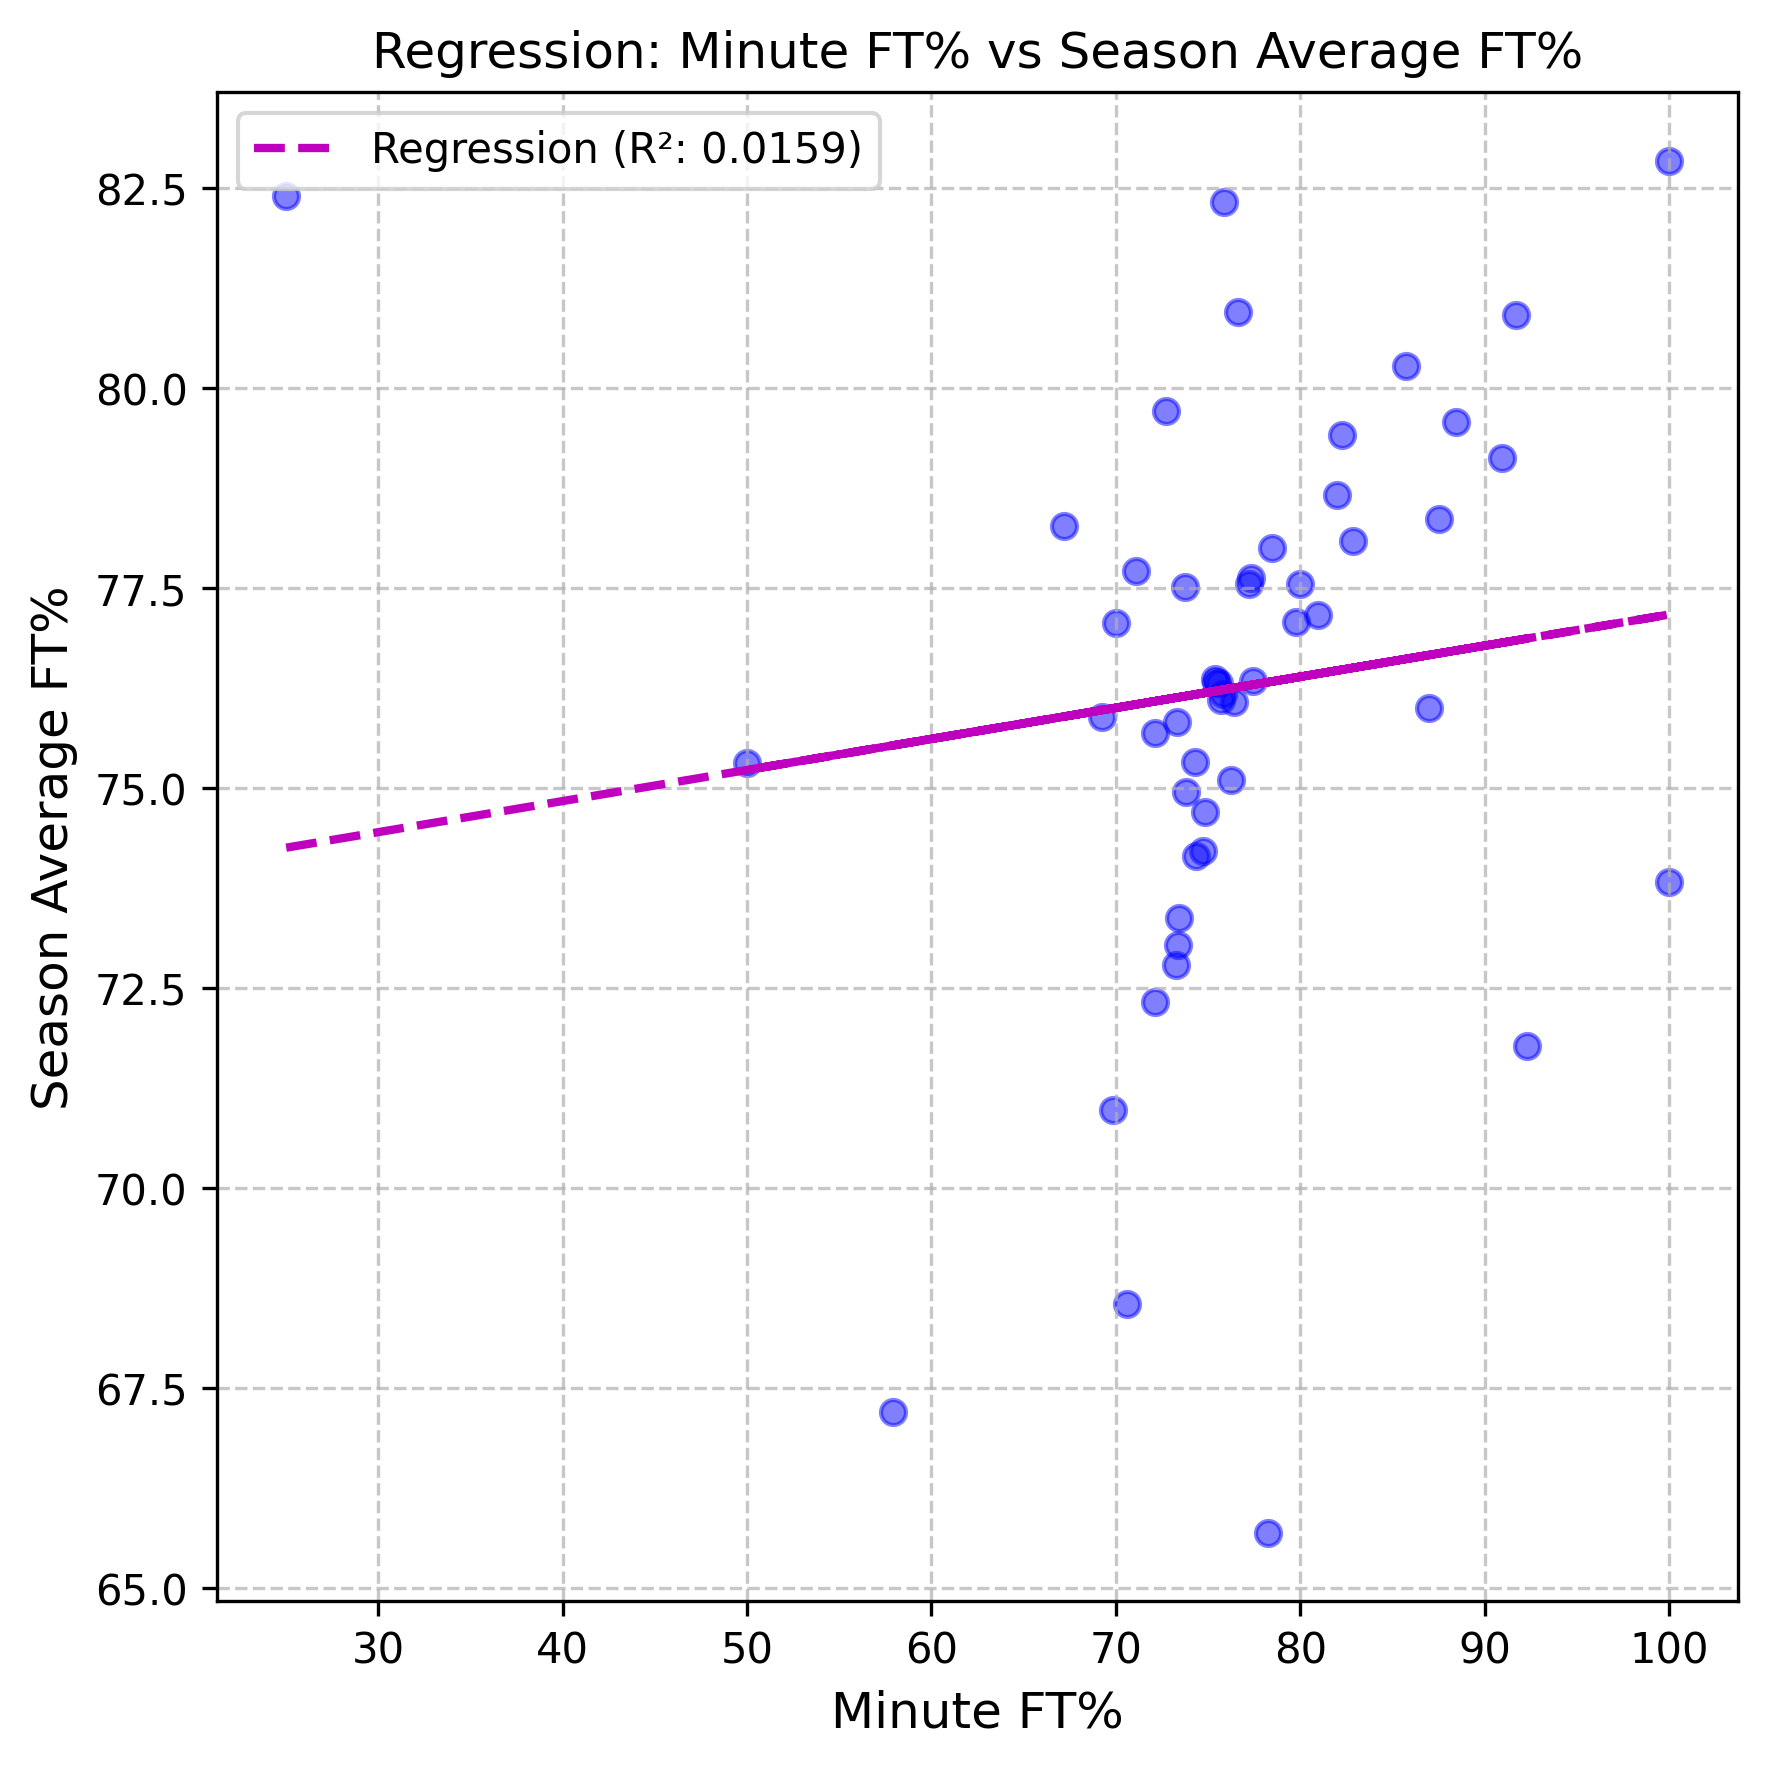 Regression: Minute FT% vs Season Average FT%
Regression (R²: 0.0159)
82.5
80.0
77.5
75.0
72.5
70.0
67.5
65.0
Season Average FT%
30 40 50 60 70 80 90 100
Minute FT%